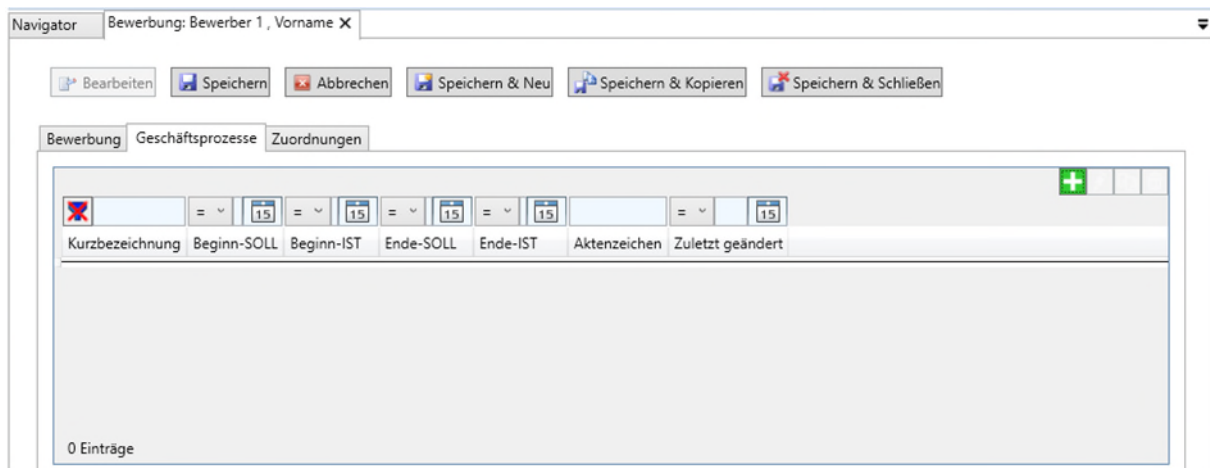 Navigator Bewerbung: Bewerber 1 , Vorname X
Bearbeiten Speichern Abbrechen Speichern & Neu Speichern & Kopieren Speichern & Schließen
Bewerbung Geschäftsprozesse Zuordnungen
= 15 = 15 = 15 = 15 = 15
Kurzbezeichnung Beginn-SOLL Beginn-IST Ende-SOLL Ende-IST Aktenzeichen Zuletzt geändert
0 Einträge